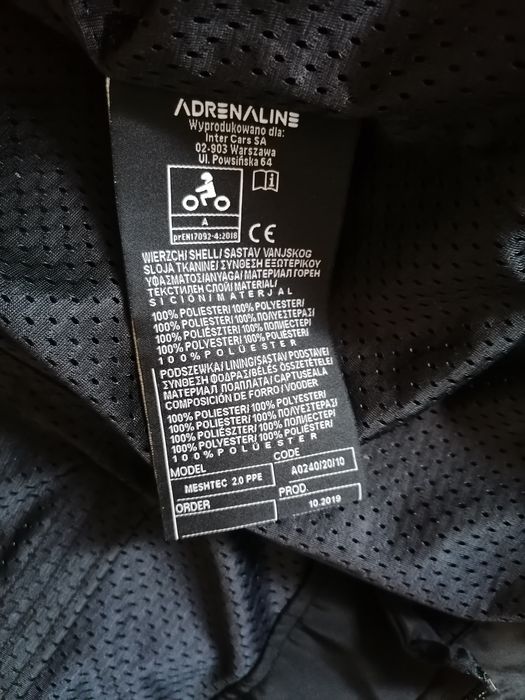 ADRENALINE
Wyprodukowano dla:
Inter Cars SA
02-903 Warszawa
Ul. Powsińska 64
A
prEN17092-4:2018
CE
WIERZCH/ SHELL/ SASTAV VANJSKOG
SLOJA TKANINE/ ΣΥΝΘΕΣΗ ΕΞΩΤΕΡΙΚΟΥ
ΥΦΑΣΜΑΤΟΣ/ANYAGA/ МАТЕРИАЛ ГОРЕН
ТЕКСТИЛЕН СЛОЙ/ MATERIAL/
SICIONI MATERJAL
100% POLIESTER/ 100% POLYESTER/
100% POLIESTER/ 100% ΠΟΛΥΕΣΤΕΡΑΣ/
100% POLIÉSZTER/ 100% ПОЛИЕСТЕР/
100% POLYESTER/ 100% POLIESTER/
100% POLÜESTER
PODSZEWKA/ LINING/SASTAV PODSTAVE/
ΣΥΝΘΕΣΗ ΦΟΔΡΑΣ/BÉLÉS ÖSSZETÉTELE/
МАТЕРИАЛ ПОДПЛАТА/ CAPTUSEALA
COMPOSICIÓN DE FORRO/ VOODER
100% POLIESTER/ 100% POLYESTER/
100% POLIESTER/ 100% ΠΟΛΥΕΣΤΕΡΑΣ/
100% POLIÉSZTER/ 100% ПОЛИЕСТЕР/
100% POLYESTER/ 100% POLIESTER/
100% POLÜESTER
MODEL CODE
MESHTEC 2.0 PPE A0240/20/10
ORDER PROD.
10.2019